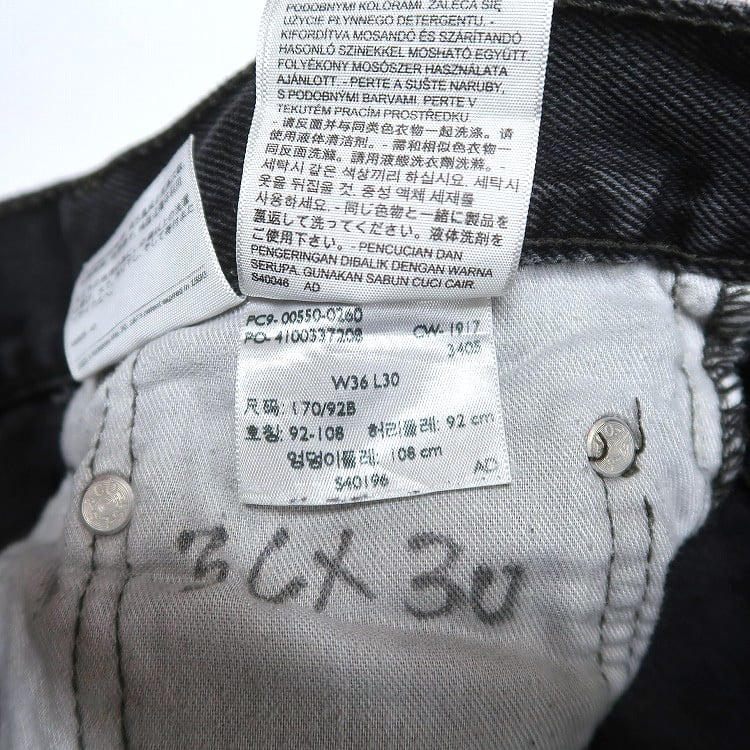 PODOBNYMI KOLORAMI. ZALECA SIĘ
UŻYCIE PŁYNNEGO DETERGENTU. -
KIFORDÍTVA MOSANDÓ ÉS SZÁRÍTANDÓ
HASONLÓ SZINEKKEL MOSHATÓ EGYÜTT.
FOLYÉKONY MOSÓSZER HASZNÁLATA
AJÁNLOTT. - PERTE A SUŠTE NARUBY,
S PODOBNÝMI BARVAMI. PERTE V
TEKUTÉM PRACÍM PROSTŘEDKU
- 请反面并与同类色衣物一起洗涤。请
使用液体清洁剂。 - 需和相似色衣物一
同反面洗滌。請用液態洗衣劑洗滌。 -
세탁시 같은 색상끼리 하십시요. 세탁시
옷을 뒤집을 것. 중성 액체 세제를
사용하세요. - 同じ色物と一緒に製品を
裏返して洗ってください。液体洗剤を
ご使用下さい。 - PENCUCIAN DAN
PENGERINGAN DIBALIK DENGAN WARNA
SERUPA. GUNAKAN SABUN CUCI CAIR.
S40046 AD
PC9- 00550-0260
PO- 4100337208 CW- 1917
3405
W36 L30
尺码: 170/92B
호칭: 92-108 허리둘레: 92 cm
엉덩이둘레: 108 cm
S40196 AD
36X 30